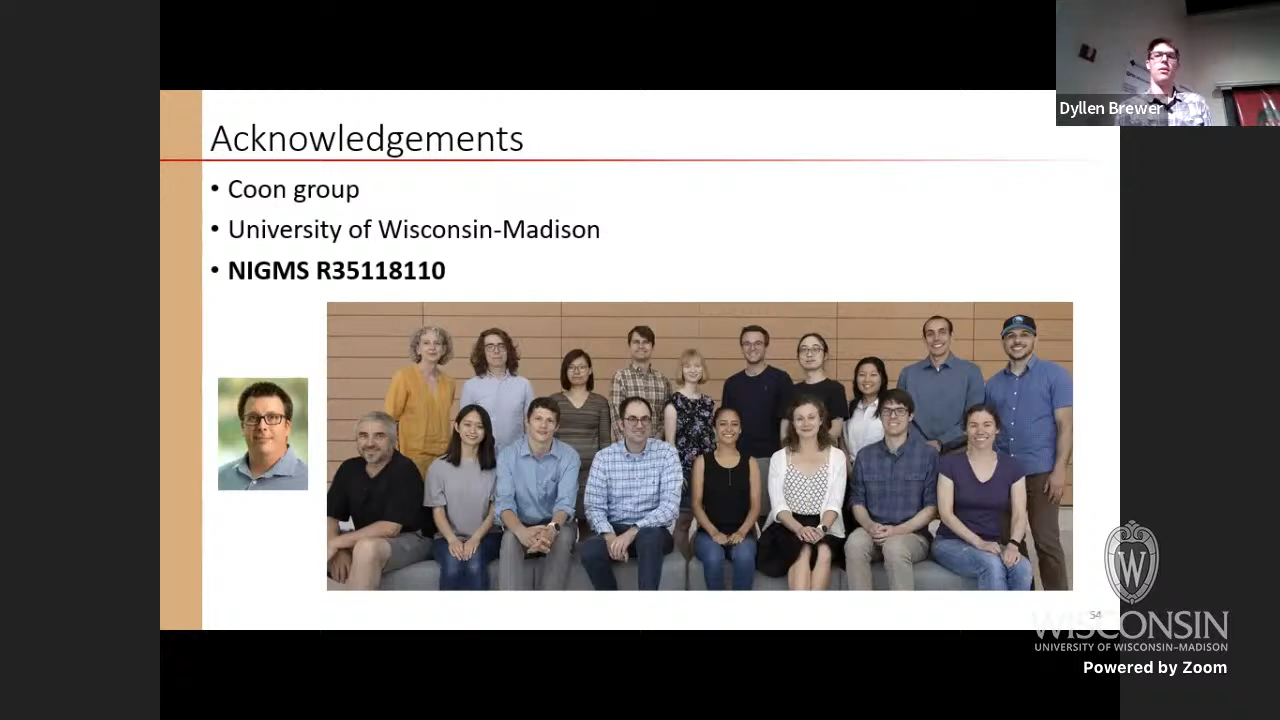 Dyllen Brewer
Acknowledgements
• Coon group
• University of Wisconsin-Madison
• NIGMS R35118110
54
W
WISCONSIN
UNIVERSITY OF WISCONSIN–MADISON
Powered by Zoom